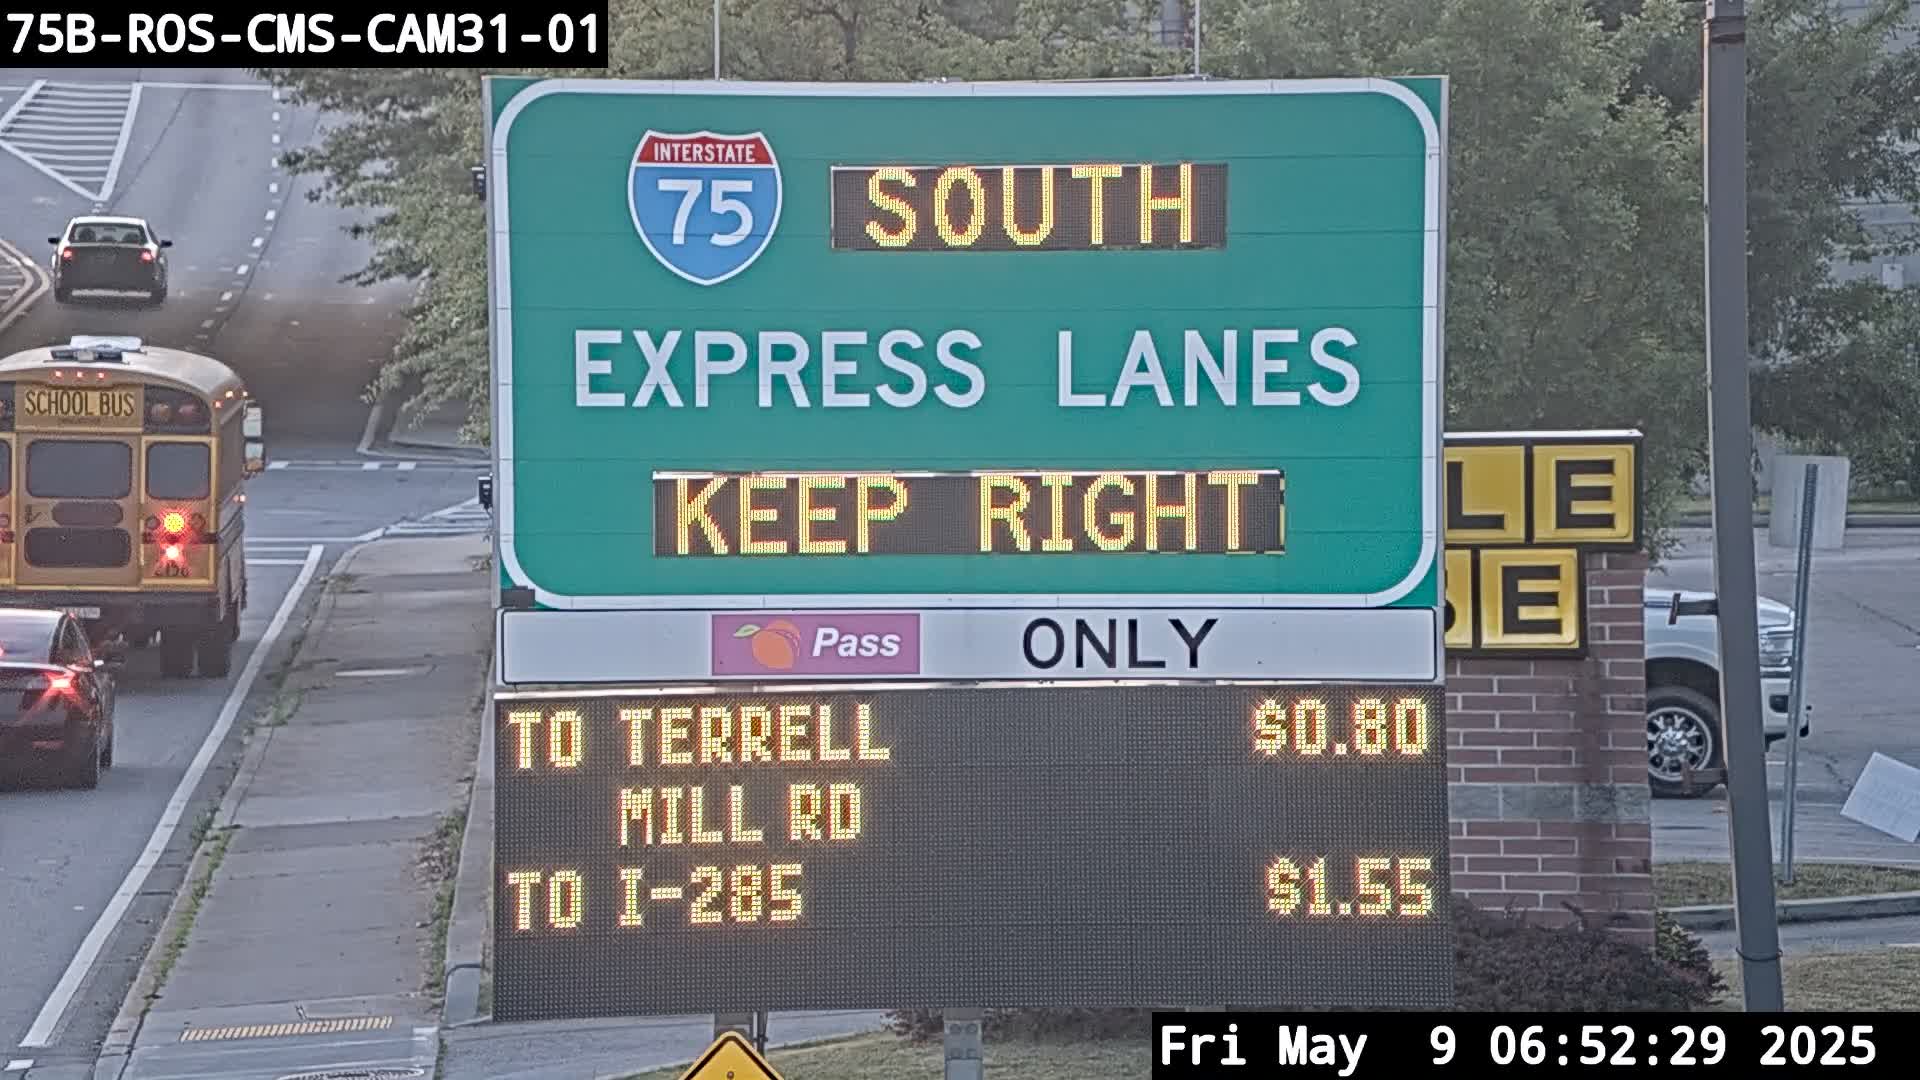 75B-ROS-CMS-CAM31-01
INTERSTATE
75
SOUTH
EXPRESS LANES
KEEP RIGHT
Pass ONLY
TO TERRELL $0.80
MILL RD
TO I-285 $1.55
SCHOOL BUS
LE
E
Fri May 9 06:52:29 2025